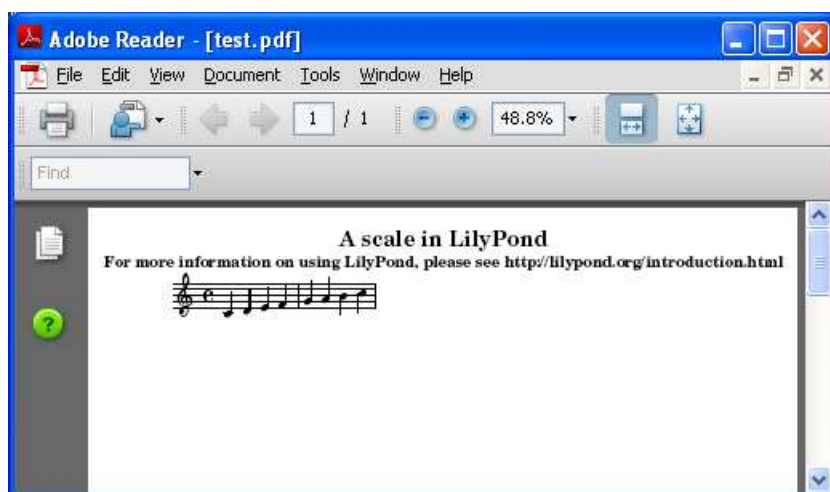 Adobe Reader - [test.pdf]
File Edit View Document Tools Window Help
1 / 1 48.8%
Find
A scale in LilyPond
For more information on using LilyPond, please see http://lilypond.org/introduction.html